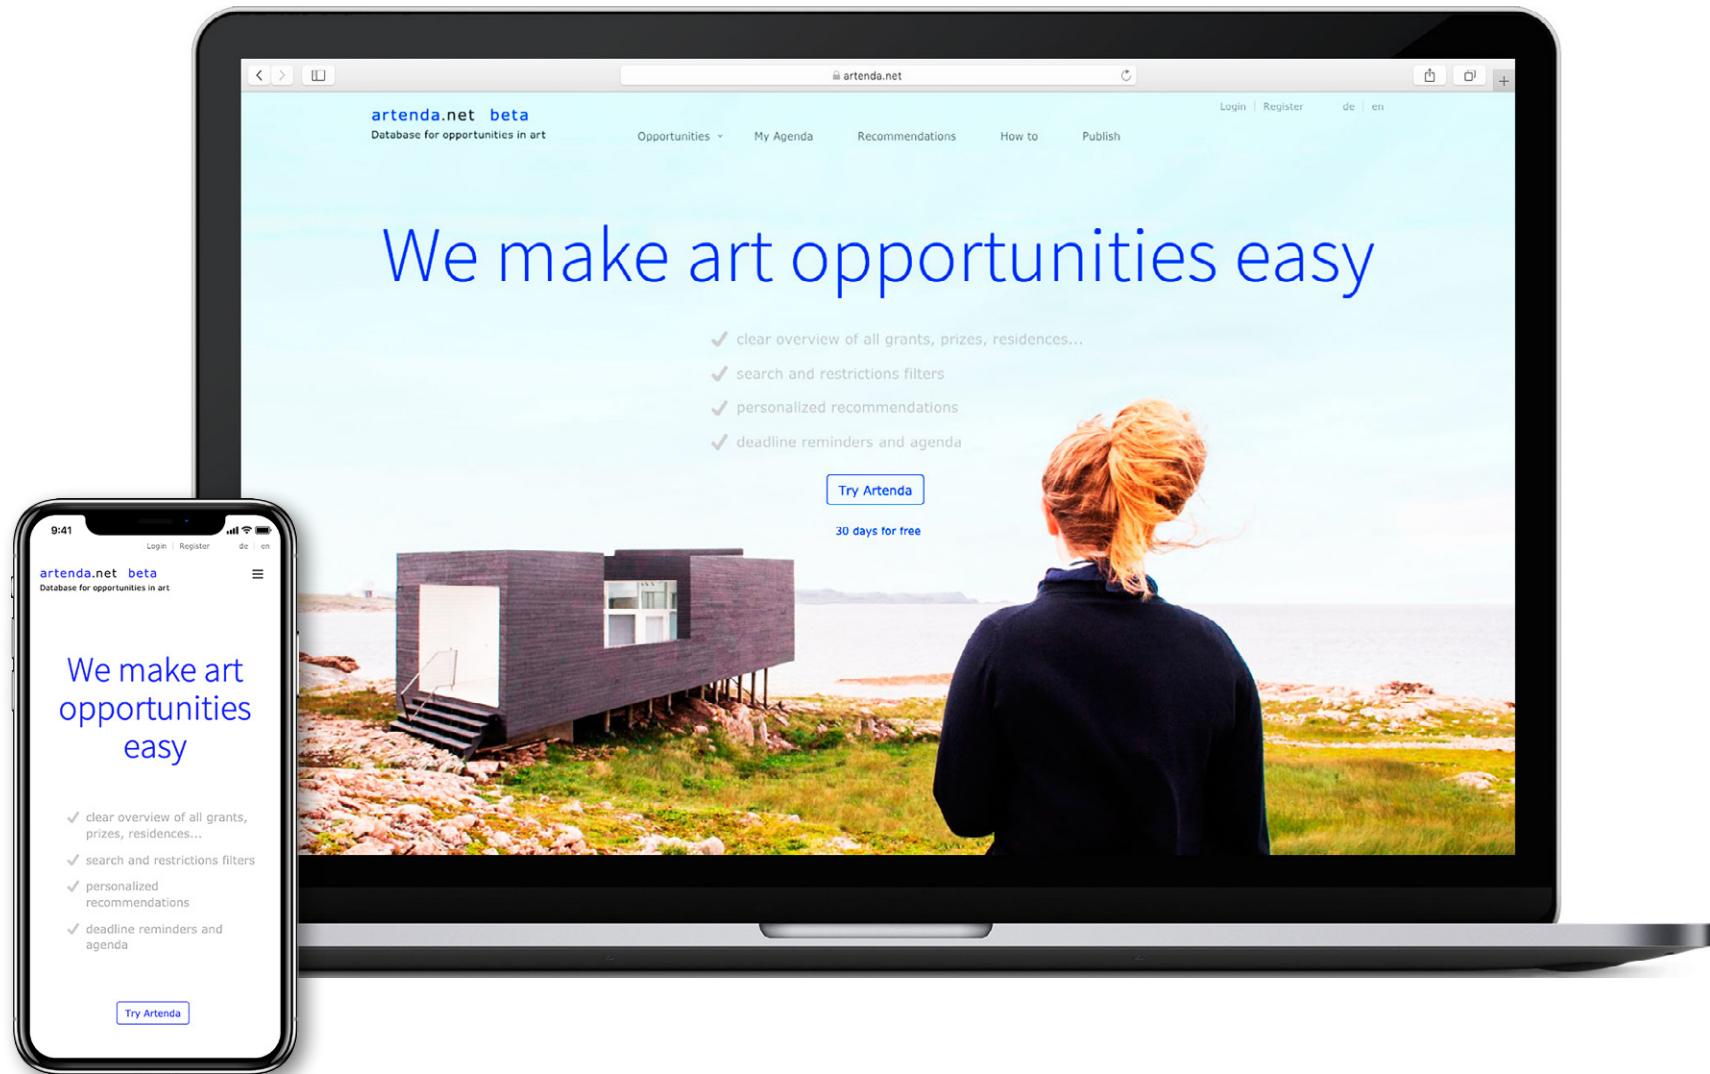 artenda.net
artenda.net beta
Database for opportunities in art
Login | Register de | en
Opportunities My Agenda Recommendations How to Publish
We make art opportunities easy
clear overview of all grants, prizes, residences...
search and restrictions filters
personalized recommendations
deadline reminders and agenda
Try Artenda
30 days for free
9:41
Login | Register de | en
artenda.net beta
Database for opportunities in art
We make art
opportunities
easy
clear overview of all grants,
prizes, residences...
search and restrictions filters
personalized
recommendations
deadline reminders and
agenda
Try Artenda